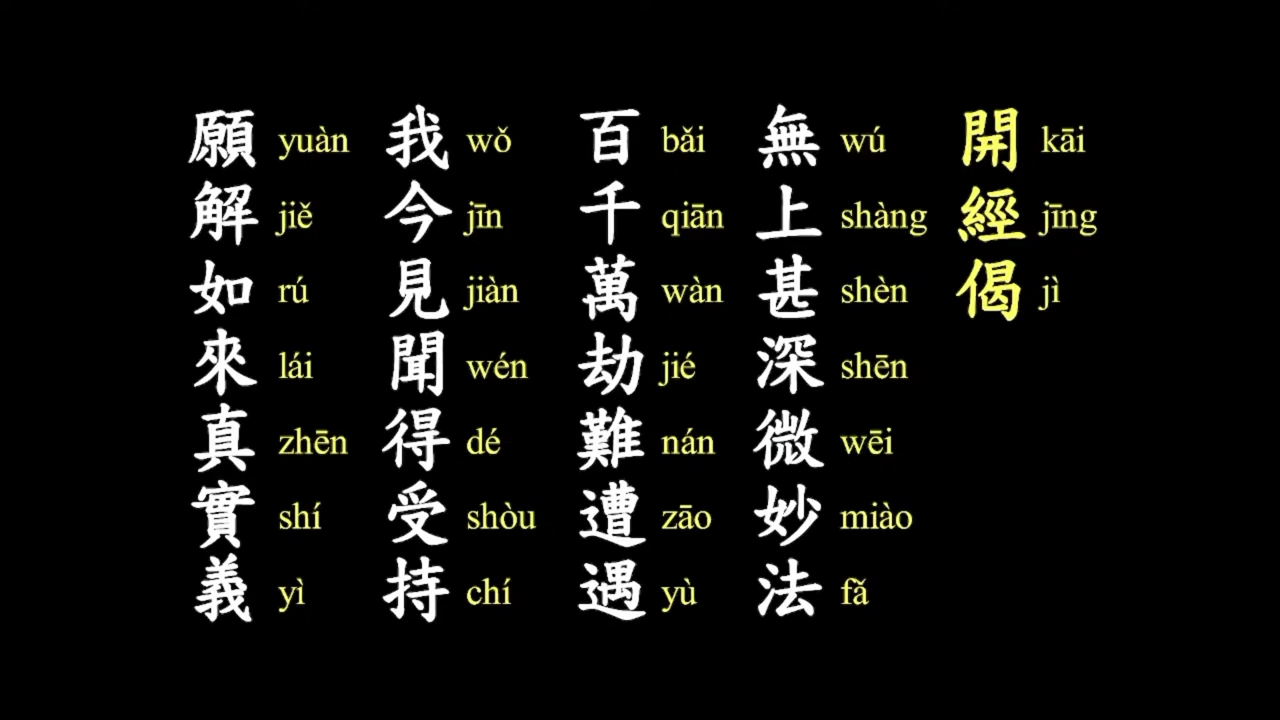 開 kāi 經 jīng 偈 jì
無 wú 上 shàng 甚 shèn 深 shēn 微 wēi 妙 miào 法 fǎ
百 bǎi 千 qiān 萬 wàn 劫 jié 難 nán 遭 zāo 遇 yù
我 wǒ 今 jīn 見 jiàn 聞 wén 得 dé 受 shòu 持 chí
願 yuàn 解 jiě 如 rú 來 lái 真 zhēn 實 shí 義 yì